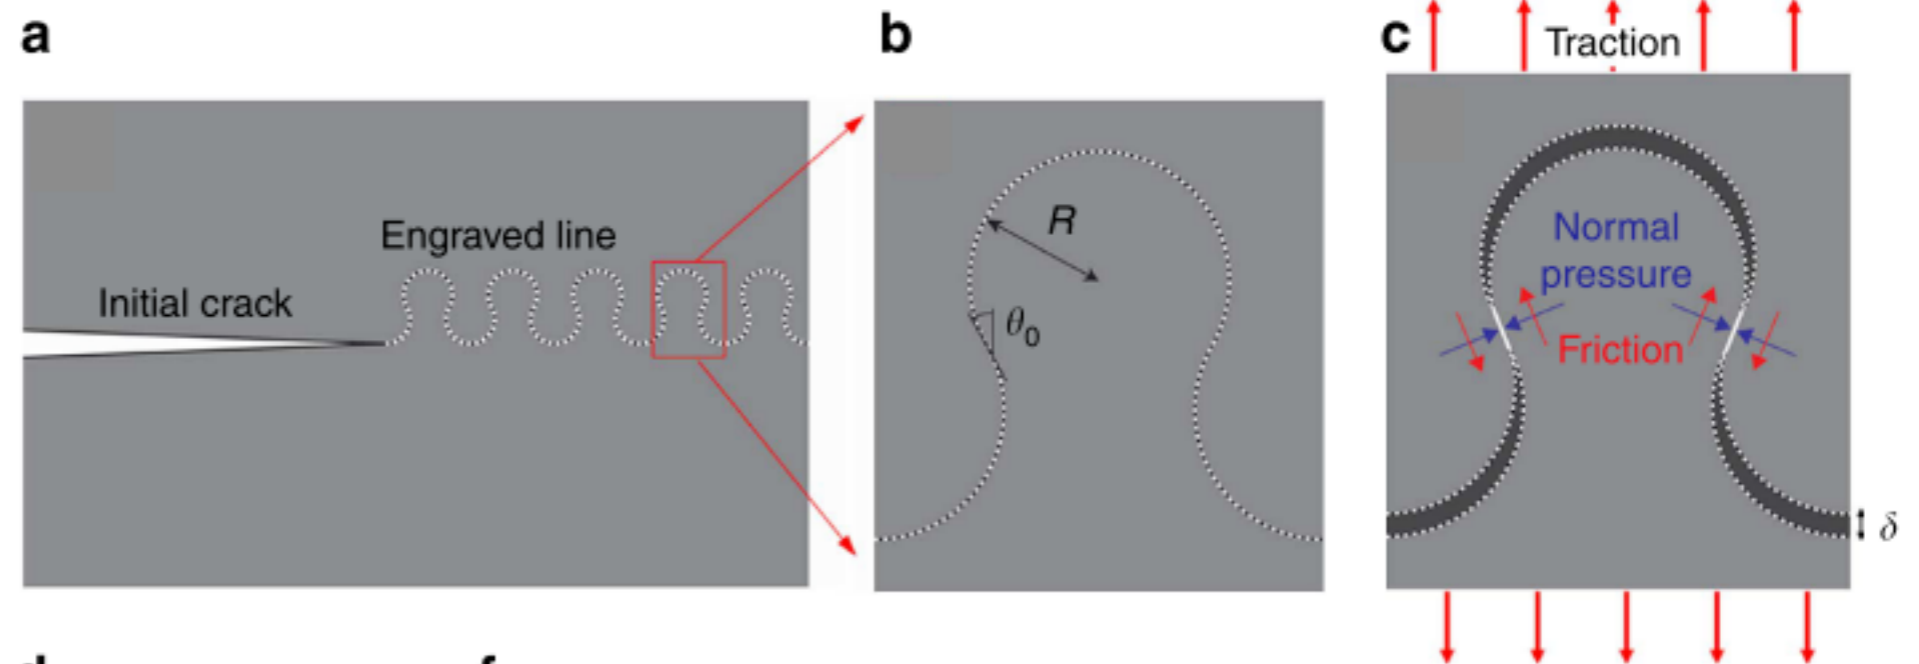 a
b
c
Traction
Engraved line
Initial crack
R
θ0
Normal
pressure
Friction
δ